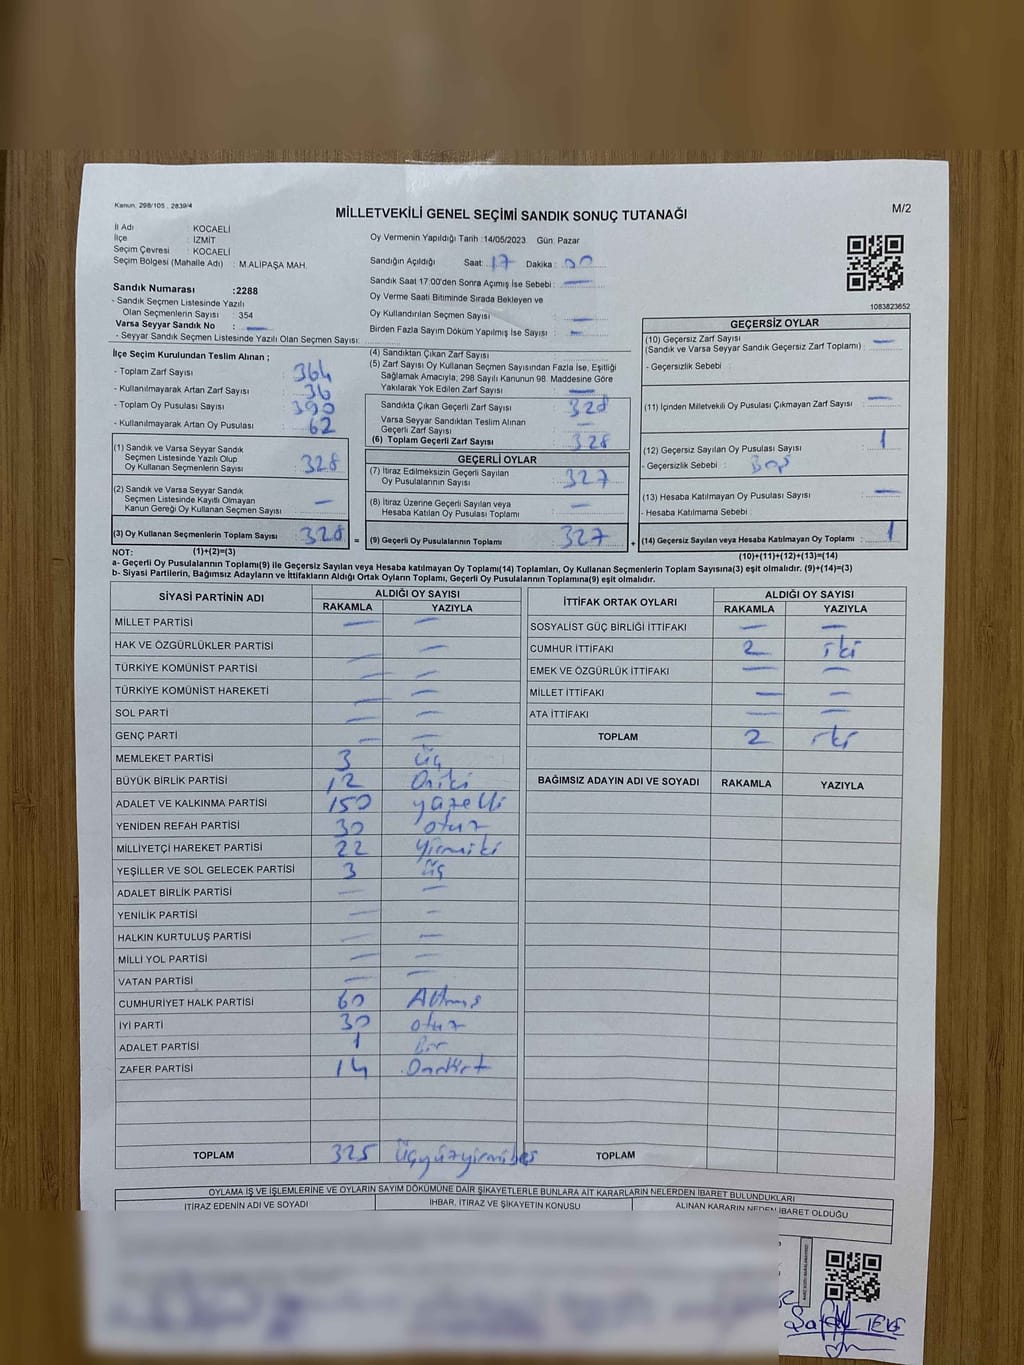 Kanun, 298/105 , 2839/4
MİLLETVEKİLİ GENEL SEÇİMİ SANDIK SONUÇ TUTANAĞI
M/2
İl Adı : KOCAELİ
İlçe : İZMİT
Seçim Çevresi : KOCAELİ
Seçim Bölgesi (Mahalle Adı) : M.ALİPAŞA MAH.
Sandık Numarası :2288
- Sandık Seçmen Listesinde Yazılı
Olan Seçmenlerin Sayısı : 354
Varsa Seyyar Sandık No : —
- Seyyar Sandık Seçmen Listesinde Yazılı Olan Seçmen Sayısı:
Oy Vermenin Yapıldığı Tarih :14/05/2023 Gün: Pazar
Sandığın Açıldığı Saat: 17 Dakika : 00
Sandık Saat 17:00'den Sonra Açımış İse Sebebi : —
Oy Verme Saati Bitiminde Sırada Bekleyen ve
Oy Kullandırılan Seçmen Sayısı : —
Birden Fazla Sayım Döküm Yapılmış İse Sayısı : —
1083823652
İlçe Seçim Kurulundan Teslim Alınan ;
- Toplam Zarf Sayısı : 364
- Kullanılmayarak Artan Zarf Sayısı : 36
- Toplam Oy Pusulası Sayısı : 390
- Kullanılmayarak Artan Oy Pusulası : 62
(1) Sandık ve Varsa Seyyar Sandık
Seçmen Listesinde Yazılı Olup
Oy Kullanan Seçmenlerin Sayısı : 328
(2) Sandık ve Varsa Seyyar Sandık
Seçmen Listesinde Kayıtlı Olmayan
Kanun Gereği Oy Kullanan Seçmen Sayısı : —
(3) Oy Kullanan Seçmenlerin Toplam Sayısı : 328 =
(4) Sandıktan Çıkan Zarf Sayısı :
(5) Zarf Sayısı Oy Kullanan Seçmen Sayısından Fazla İse, Eşitliği
Sağlamak Amacıyla; 298 Sayılı Kanunun 98. Maddesine Göre
Yakılarak Yok Edilen Zarf Sayısı : —
Sandıkta Çıkan Geçerli Zarf Sayısı : 328
Varsa Seyyar Sandıktan Teslim Alınan
Geçerli Zarf Sayısı : —
(6) Toplam Geçerli Zarf Sayısı : 328
GEÇERLİ OYLAR
(7) İtiraz Edilmeksizin Geçerli Sayılan
Oy Pusulalarının Sayısı : 327
(8) İtiraz Üzerine Geçerli Sayılan veya
Hesaba Katılan Oy Pusulası Toplamı : —
(9) Geçerli Oy Pusulalarının Toplamı : 327 +
GEÇERSİZ OYLAR
(10) Geçersiz Zarf Sayısı : —
(Sandık ve Varsa Seyyar Sandık Geçersiz Zarf Toplamı)
- Geçersizlik Sebebi :
(11) İçinden Milletvekili Oy Pusulası Çıkmayan Zarf Sayısı : —
(12) Geçersiz Sayılan Oy Pusulası Sayısı : 1
- Geçersizlik Sebebi : Boş
(13) Hesaba Katılmayan Oy Pusulası Sayısı : —
- Hesaba Katılmama Sebebi :
(14) Geçersiz Sayılan veya Hesaba Katılmayan Oy Toplamı : 1
NOT: (1)+(2)=(3)
(10)+(11)+(12)+(13)=(14)
a- Geçerli Oy Pusulasının Toplamı(9) ile Geçersiz Sayılan veya Hesaba katılmayan Oy Toplamı(14) Toplamları, Oy Kullanan Seçmenlerin Toplam Sayısına(3) eşit olmalıdır. (9)+(14)=(3)
b- Siyasi Partilerin, Bağımsız Adayların ve İttifakların Aldığı Ortak Oyların Toplamı, Geçerli Oy Pusulasının Toplamına(9) eşit olmalıdır.
SİYASİ PARTİNİN ADI ALDIĞI OY SAYISI
RAKAMLA YAZIYLA
MİLLET PARTİSİ — —
HAK VE ÖZGÜRLÜKLER PARTİSİ — —
TÜRKİYE KOMÜNİST PARTİSİ — —
TÜRKİYE KOMÜNİST HAREKETİ — —
SOL PARTİ — —
GENÇ PARTİ — —
MEMLEKET PARTİSİ 3 Üç
BÜYÜK BİRLİK PARTİSİ 12 Oniki
ADALET VE KALKINMA PARTİSİ 150 yüzelli
YENİDEN REFAH PARTİSİ 30 otuz
MİLLİYETÇİ HAREKET PARTİSİ 22 Yirmiiki
YEŞİLLER VE SOL GELECEK PARTİSİ 3 Üç
ADALET BİRLİK PARTİSİ — —
YENİLİK PARTİSİ — —
HALKIN KURTULUŞ PARTİSİ — —
MİLLİ YOL PARTİSİ — —
VATAN PARTİSİ — —
CUMHURİYET HALK PARTİSİ 60 Altmış
İYİ PARTİ 30 otuz
ADALET PARTİSİ 1 Bir
ZAFER PARTİSİ 14 Ondört
TOPLAM 325 Üçyüzyirmibeş
İTTİFAK ORTAK OYLARI ALDIĞI OY SAYISI
RAKAMLA YAZIYLA
SOSYALİST GÜÇ BİRLİĞİ İTTİFAKI — —
CUMHUR İTTİFAKI 2 iki
EMEK VE ÖZGÜRLÜK İTTİFAKI — —
MİLLET İTTİFAKI — —
ATA İTTİFAKI — —
TOPLAM 2 iki
BAĞIMSIZ ADAYIN ADI VE SOYADI RAKAMLA YAZIYLA
TOPLAM
OYLAMA İŞ VE İŞLEMLERİNE VE OYLARIN SAYIM DÖKÜMÜNE DAİR ŞİKAYETLERLE BUNLARA AİT KARARLARIN NELERDEN İBARET BULUNDUKLARI
İTİRAZ EDENİN ADI VE SOYADI İHBAR, İTİRAZ VE ŞİKAYETİN KONUSU ALINAN KARARIN NEDEN İBARET OLDUĞU
TEKE